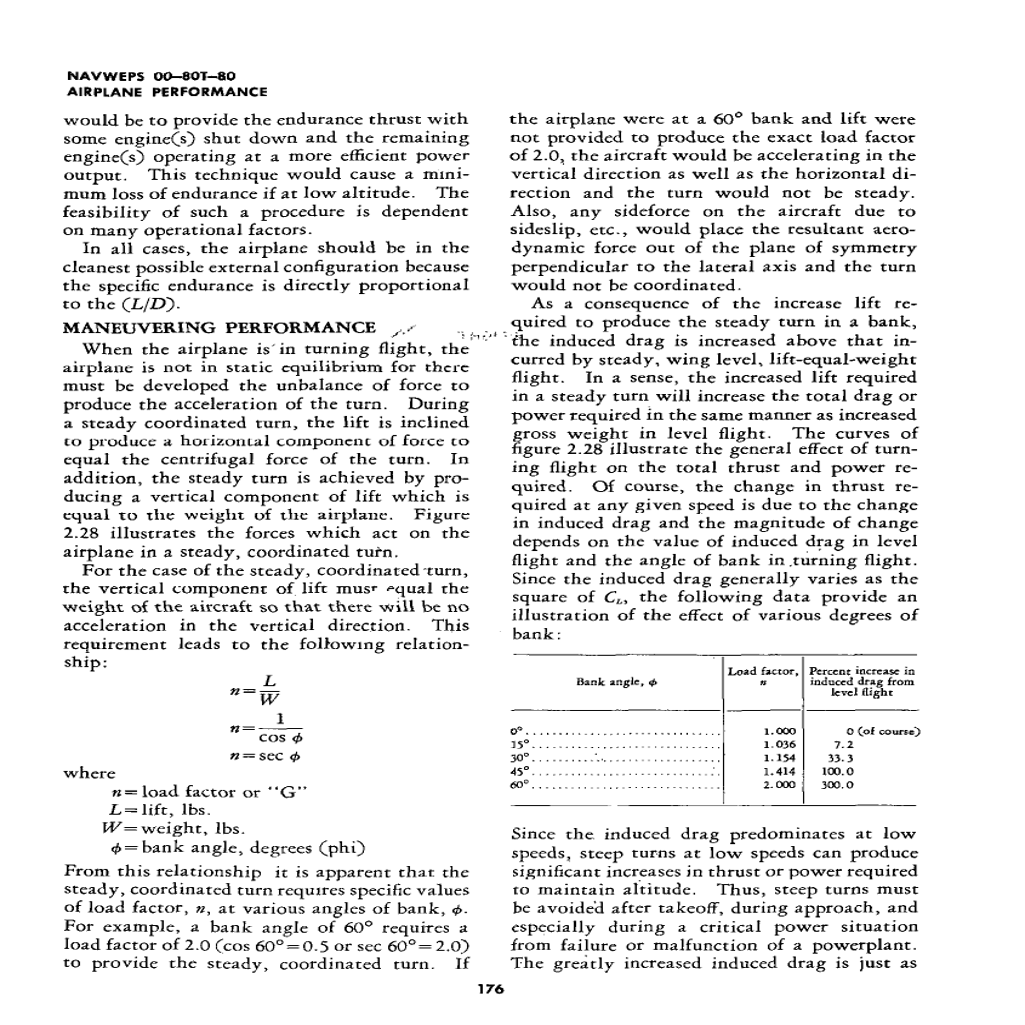 NAVWEPS 00–80T–80
AIRPLANE PERFORMANCE
would be to provide the endurance thrust with
some engine(s) shut down and the remaining
engine(s) operating at a more efficient power
output. This technique would cause a mini-
mum loss of endurance if at low altitude. The
feasibility of such a procedure is dependent
on many operational factors.
In all cases, the airplane should be in the
cleanest possible external configuration because
the specific endurance is directly proportional
to the (L/D).
MANEUVERING PERFORMANCE
When the airplane is in turning flight, the
airplane is not in static equilibrium for there
must be developed the unbalance of force to
produce the acceleration of the turn. During
a steady coordinated turn, the lift is inclined
to produce a horizontal component of force to
equal the centrifugal force of the turn. In
addition, the steady turn is achieved by pro-
ducing a vertical component of lift which is
equal to the weight of the airplane. Figure
2.28 illustrates the forces which act on the
airplane in a steady, coordinated turn.
For the case of the steady, coordinated turn,
the vertical component of lift must equal the
weight of the aircraft so that there will be no
acceleration in the vertical direction. This
requirement leads to the following relation-
ship:
n = L/W
n = 1/cos φ
n = sec φ
where
n = load factor or "G"
L = lift, lbs.
W = weight, lbs.
φ = bank angle, degrees (phi)
From this relationship it is apparent that the
steady, coordinated turn requires specific values
of load factor, n, at various angles of bank, φ.
For example, a bank angle of 60° requires a
load factor of 2.0 (cos 60° = 0.5 or sec 60° = 2.0)
to provide the steady, coordinated turn. If
the airplane were at a 60° bank and lift were
not provided to produce the exact load factor
of 2.0, the aircraft would be accelerating in the
vertical direction as well as the horizontal di-
rection and the turn would not be steady.
Also, any sideforce on the aircraft due to
sideslip, etc., would place the resultant aero-
dynamic force out of the plane of symmetry
perpendicular to the lateral axis and the turn
would not be coordinated.
As a consequence of the increase lift re-
quired to produce the steady turn in a bank,
the induced drag is increased above that in-
curred by steady, wing level, lift-equal-weight
flight. In a sense, the increased lift required
in a steady turn will increase the total drag or
power required in the same manner as increased
gross weight in level flight. The curves of
figure 2.28 illustrate the general effect of turn-
ing flight on the total thrust and power re-
quired. Of course, the change in thrust re-
quired at any given speed is due to the change
in induced drag and the magnitude of change
depends on the value of induced drag in level
flight and the angle of bank in turning flight.
Since the induced drag generally varies as the
square of C_L, the following data provide an
illustration of the effect of various degrees of
bank:
Bank angle, φ | Load factor, n | Percent increase in induced drag from level flight
0° | 1.000 | 0 (of course)
15° | 1.036 | 7.2
30° | 1.154 | 33.3
45° | 1.414 | 100.0
60° | 2.000 | 300.0
Since the induced drag predominates at low
speeds, steep turns at low speeds can produce
significant increases in thrust or power required
to maintain altitude. Thus, steep turns must
be avoided after takeoff, during approach, and
especially during a critical power situation
from failure or malfunction of a powerplant.
The greatly increased induced drag is just as
176